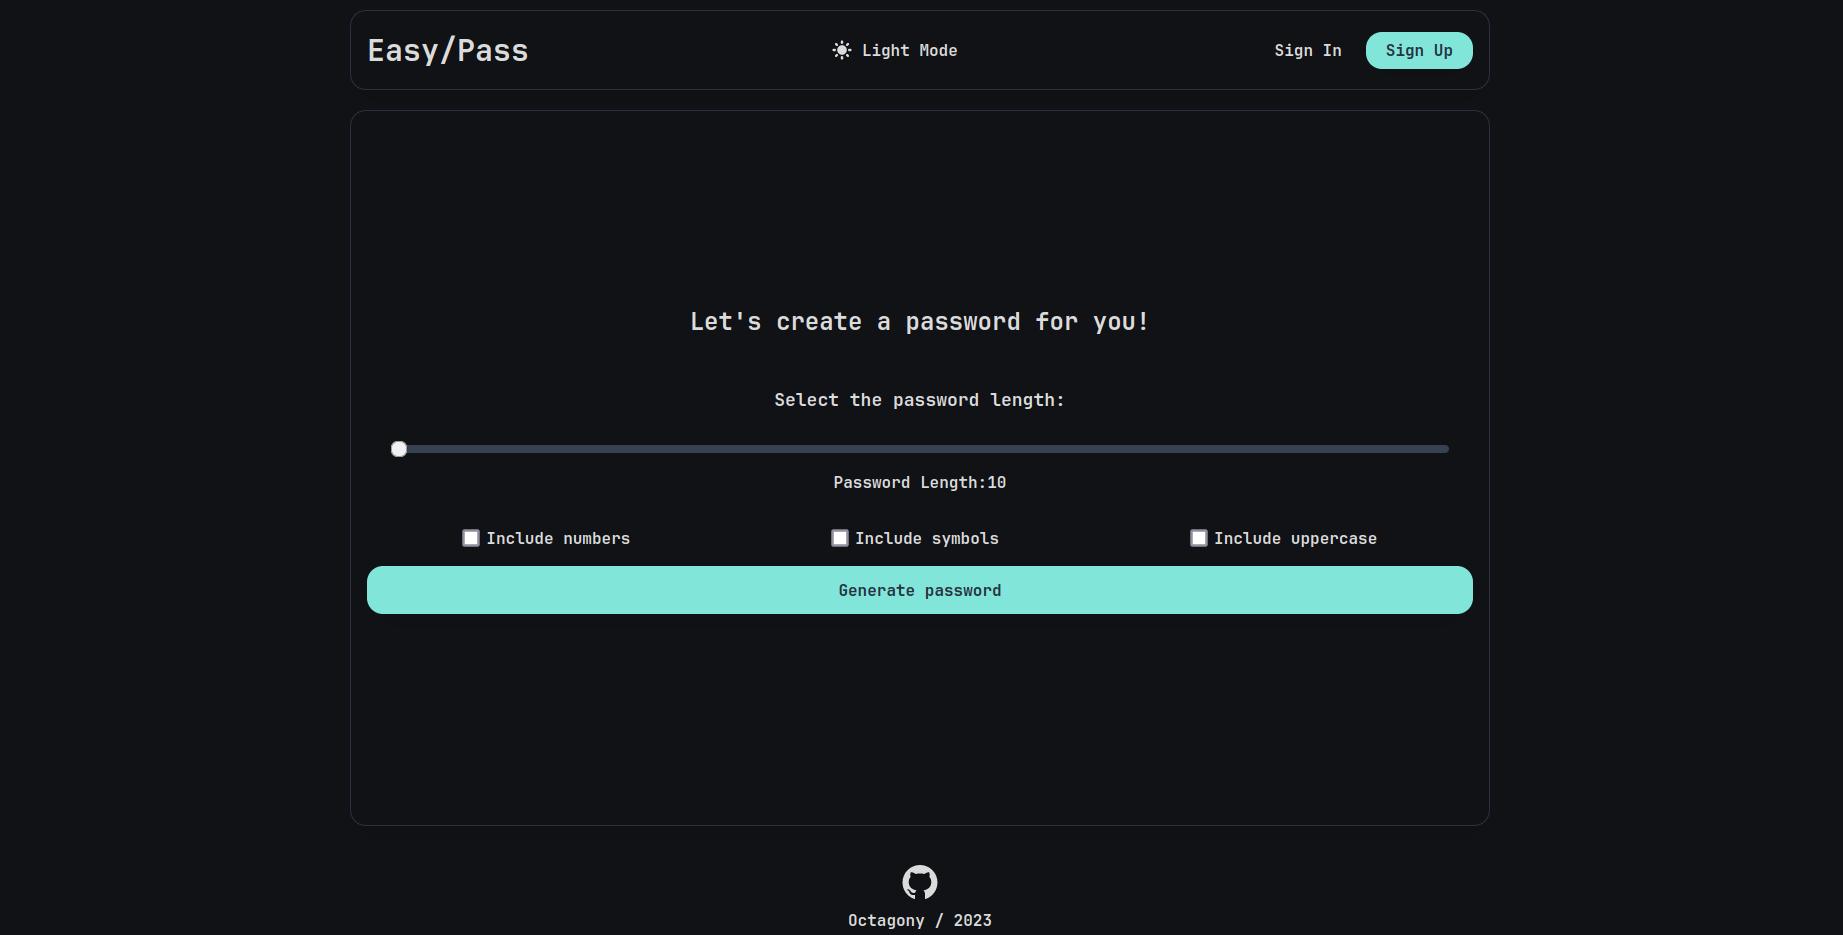 Easy/Pass
Light Mode
Sign In
Sign Up
Let's create a password for you!
Select the password length:
Password Length:10
Include numbers
Include symbols
Include uppercase
Generate password
Octagony / 2023